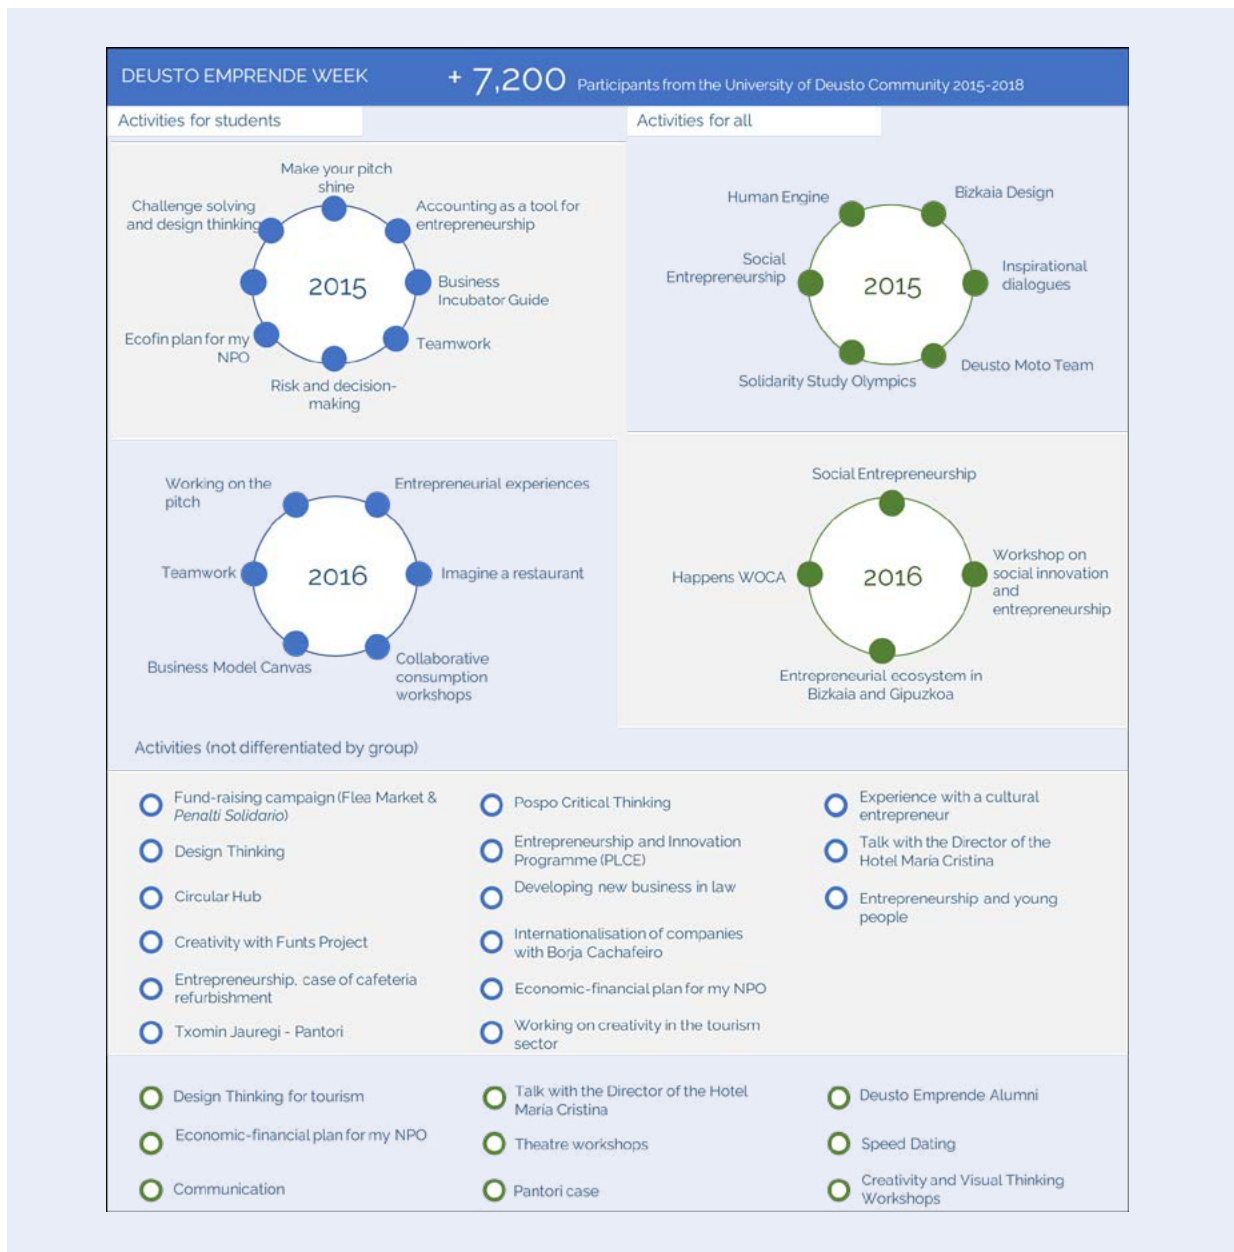 DEUSTO EMPRENDE WEEK
+ 7,200 Participants from the University of Deusto Community 2015-2018
Activities for students
Activities for all
Make your pitch
shine
Challenge solving
and design thinking
Accounting as a tool for
entrepreneurship
2015
Business
Incubator Guide
Ecofin plan for my
NPO
Teamwork
Risk and decision-
making
Human Engine
Bizkaia Design
Social
Entrepreneurship
2015
Inspirational
dialogues
Deusto Moto Team
Solidarity Study Olympics
Working on the
pitch
Entrepreneurial experiences
Teamwork
2016
Imagine a restaurant
Business Model Canvas
Collaborative
consumption
workshops
Social Entrepreneurship
Happens WOCA
2016
Workshop on
social innovation
and
entrepreneurship
Entrepreneurial ecosystem in
Bizkaia and Gipuzkoa
Activities (not differentiated by group)
Fund-raising campaign (Flea Market &
Penalti Solidario)
Design Thinking
Circular Hub
Creativity with Funts Project
Entrepreneurship, case of cafeteria
refurbishment
Txomin Jauregi - Pantori
Pospo Critical Thinking
Entrepreneurship and Innovation
Programme (PLCE)
Developing new business in law
Internationalisation of companies
with Borja Cachafeiro
Economic-financial plan for my NPO
Working on creativity in the tourism
sector
Experience with a cultural
entrepreneur
Talk with the Director of the
Hotel María Cristina
Entrepreneurship and young
people
Design Thinking for tourism
Economic-financial plan for my NPO
Communication
Talk with the Director of the Hotel
María Cristina
Theatre workshops
Pantori case
Deusto Emprende Alumni
Speed Dating
Creativity and Visual Thinking
Workshops